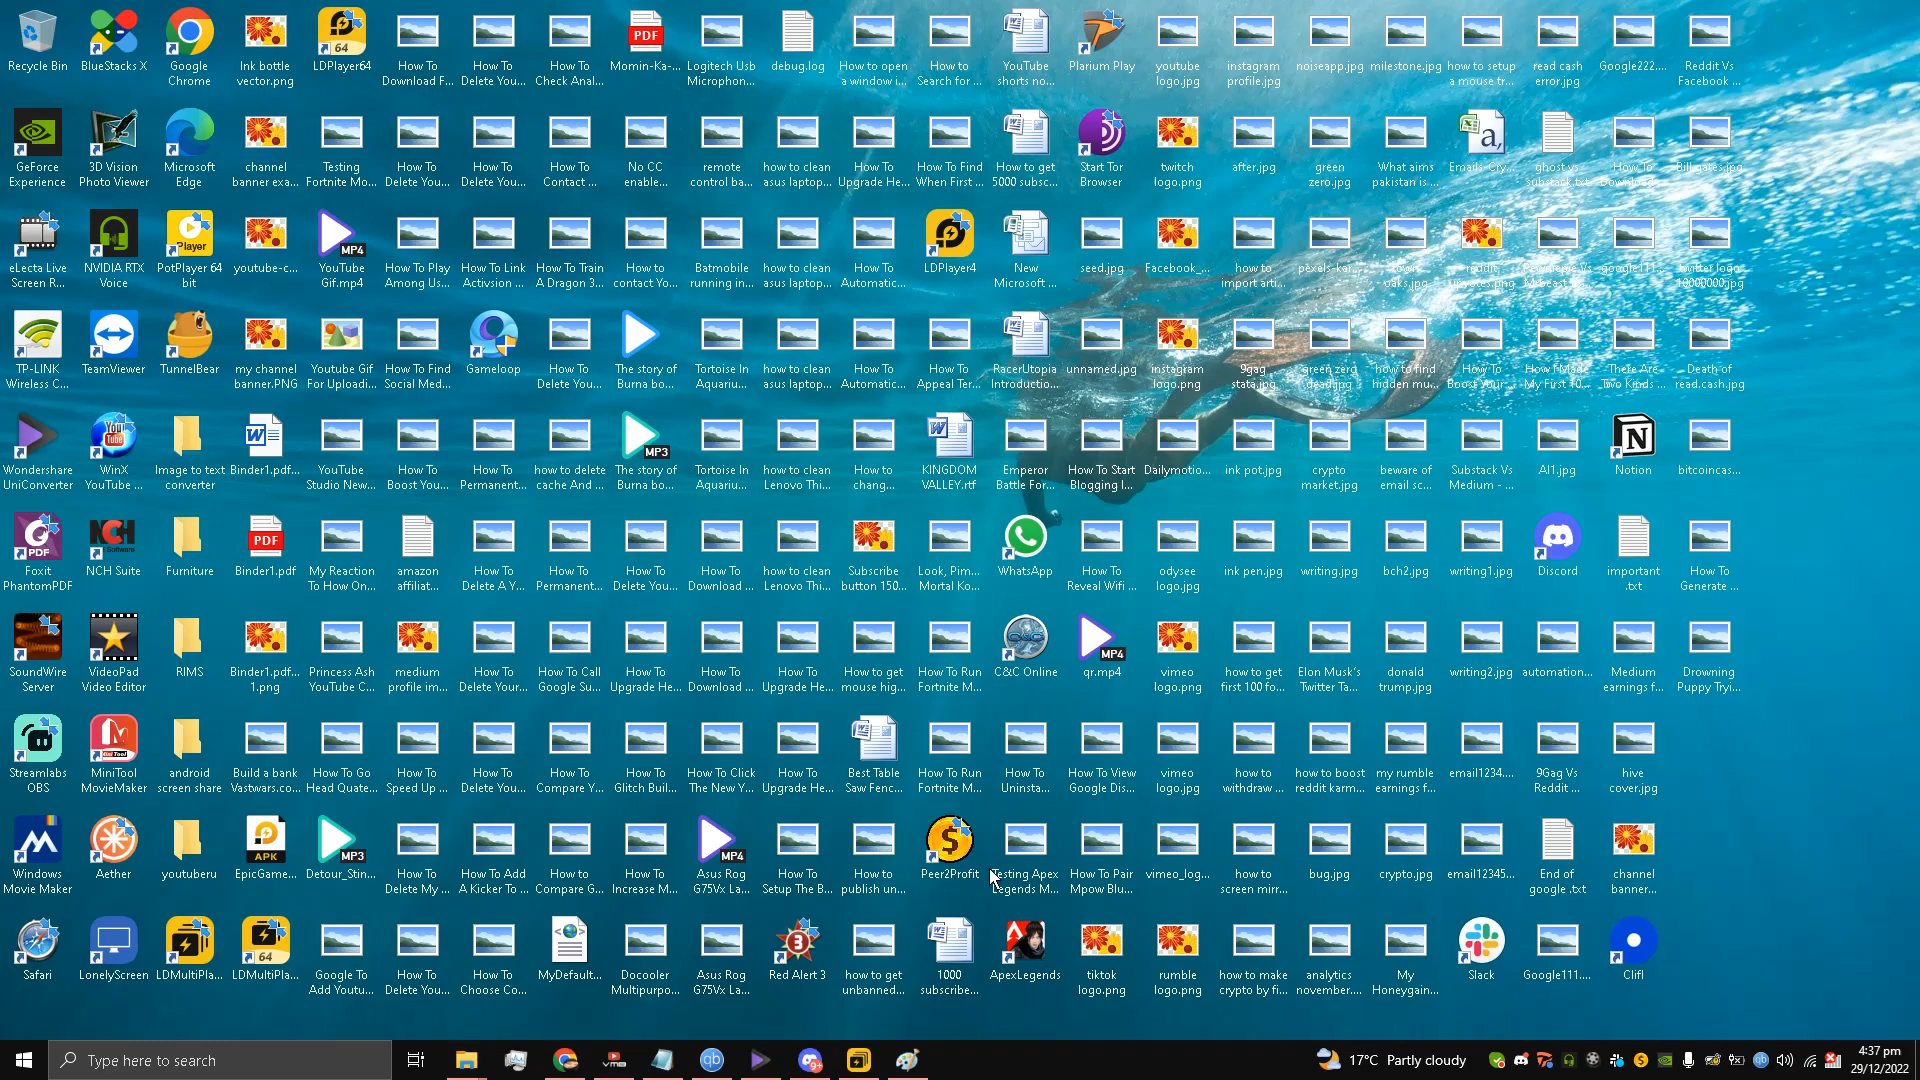 Recycle Bin
BlueStacks X
Google
Chrome
Ink bottle
vector.png
LDPlayer64
How To
Download F...
How To
Delete You...
How To
Check Anal...
Momin-Ka-...
Logitech Usb
Microphon...
debug.log
How to open
a window i...
How to
Search for ...
YouTube
shorts no...
Plarium Play
youtube
logo.jpg
instagram
profile.jpg
noiseapp.jpg
milestone.jpg
how to setup
a mouse tr...
read cash
error.jpg
Google222....
Reddit Vs
Facebook ...
GeForce
Experience
3D Vision
Photo Viewer
Microsoft
Edge
channel
banner exa...
Testing
Fortnite Mo...
How To
Delete You...
How To
Delete You...
How To
Contact ...
No CC
enable...
remote
control ba...
how to clean
asus laptop...
How To
Upgrade He...
How To Find
When First ...
How to get
5000 subsc...
Start Tor
Browser
twitch
logo.png
after.jpg
green
zero.jpg
What aims
pakistan is ...
Emails-Cry...
ghost vs
substack.txt
How To
Download...
Bill gates.jpg
eLecta Live
Screen R...
NVIDIA RTX
Voice
PotPlayer 64
bit
youtube-c...
YouTube
Gif.mp4
How To Play
Among Us...
How To Link
Activsion ...
How To Train
A Dragon 3...
How to
contact Yo...
Batmobile
running in...
how to clean
asus laptop...
How To
Automatic...
LDPlayer4
New
Microsoft ...
seed.jpg
Facebook_...
how to
import arti...
pexels-kar...
oaks.jpg
reddit
upvotes.png
Pewdiepie Vs
Mrbeast ...
google111...
twitter logo
10000000.jpg
TP-LINK
Wireless C...
TeamViewer
TunnelBear
my channel
banner.PNG
Youtube Gif
For Uploadi...
How To Find
Social Med...
Gameloop
How To
Delete You...
The story of
Burna bo...
Tortoise In
Aquariu...
how to clean
asus laptop...
How To
Automatic...
How To
Appeal Ter...
RacerUtopia
Introductio...
unnamed.jpg
instagram
logo.png
9gag
stata.jpg
green zero
dead.jpg
how to find
hidden mu...
How To
Boost Your...
How I Made
My First 10...
There Are
Two Kinds ...
Death of
read.cash.jpg
Wondershare
UniConverter
WinX
YouTube ...
Image to text
converter
Binder1.pdf...
YouTube
Studio New...
How To
Boost You...
How To
Permanent...
how to delete
cache And ...
The story of
Burna bo...
Tortoise In
Aquariu...
how to clean
Lenovo Thi...
How to
chang...
KINGDOM
VALLEY.rtf
Emperor
Battle For...
How To Start
Blogging I...
Dailymotio...
ink pot.jpg
crypto
market.jpg
beware of
email sc...
Substack Vs
Medium - ...
AI1.jpg
Notion
bitcoincas...
Foxit
PhantomPDF
NCH Suite
Furniture
Binder1.pdf
My Reaction
To How On...
amazon
affiliat...
How To
Delete A Y...
How To
Permanent...
How To
Delete You...
How To
Download ...
how to clean
Lenovo Thi...
Subscribe
button 150...
Look, Pim...
Mortal Ko...
WhatsApp
How To
Reveal Wifi ...
odysee
logo.jpg
ink pen.jpg
writing.jpg
bch2.jpg
writing1.jpg
Discord
important
.txt
How To
Generate ...
SoundWire
Server
VideoPad
Video Editor
RIMS
Binder1.pdf...
1.png
Princess Ash
YouTube C...
medium
profile im...
How To
Delete Your...
How To Call
Google Su...
How To
Upgrade He...
How To
Download ...
How To
Upgrade He...
How to get
mouse hig...
How To Run
Fortnite M...
C&C Online
qr.mp4
vimeo
logo.png
how to get
first 100 fo...
Elon Musk's
Twitter Ta...
donald
trump.jpg
writing2.jpg
automation...
Medium
earnings f...
Drowning
Puppy Tryi...
Streamlabs
OBS
MiniTool
MovieMaker
android
screen share
Build a bank
Vastwars.co...
How To Go
Head Quate...
How To
Speed Up ...
How To
Delete You...
How To
Compare Y...
How To
Glitch Buil...
How To Click
The New Y...
How To
Upgrade He...
Best Table
Saw Fenc...
How To Run
Fortnite M...
How To
Uninsta...
How To View
Google Dis...
vimeo
logo.jpg
how to
withdraw ...
how to boost
reddit karm...
my rumble
earnings f...
email1234....
9Gag Vs
Reddit ...
hive
cover.jpg
Windows
Movie Maker
Aether
youtuberu
EpicGame...
Detour_Stin...
How To
Delete My ...
How To Add
A Kicker To ...
How to
Compare G...
How To
Increase M...
Asus Rog
G75Vx La...
How To
Setup The B...
How to
publish un...
Peer2Profit
Testing Apex
Legends M...
How To Pair
Mpow Blu...
vimeo_log...
how to
screen mirr...
bug.jpg
crypto.jpg
email12345...
End of
google .txt
channel
banner...
Safari
LonelyScreen
LDMultiPla...
LDMultiPla...
Google To
Add Youtu...
How To
Delete You...
How To
Choose Co...
MyDefault...
Docooler
Multipurpo...
Asus Rog
G75Vx La...
Red Alert 3
how to get
unbanned...
1000
subscribe...
ApexLegends
tiktok
logo.png
rumble
logo.png
how to make
crypto by fi...
analytics
november....
My
Honeygain...
Slack
Google111....
Clifl
Type here to search
17°C Partly cloudy
4:37 pm
29/12/2022